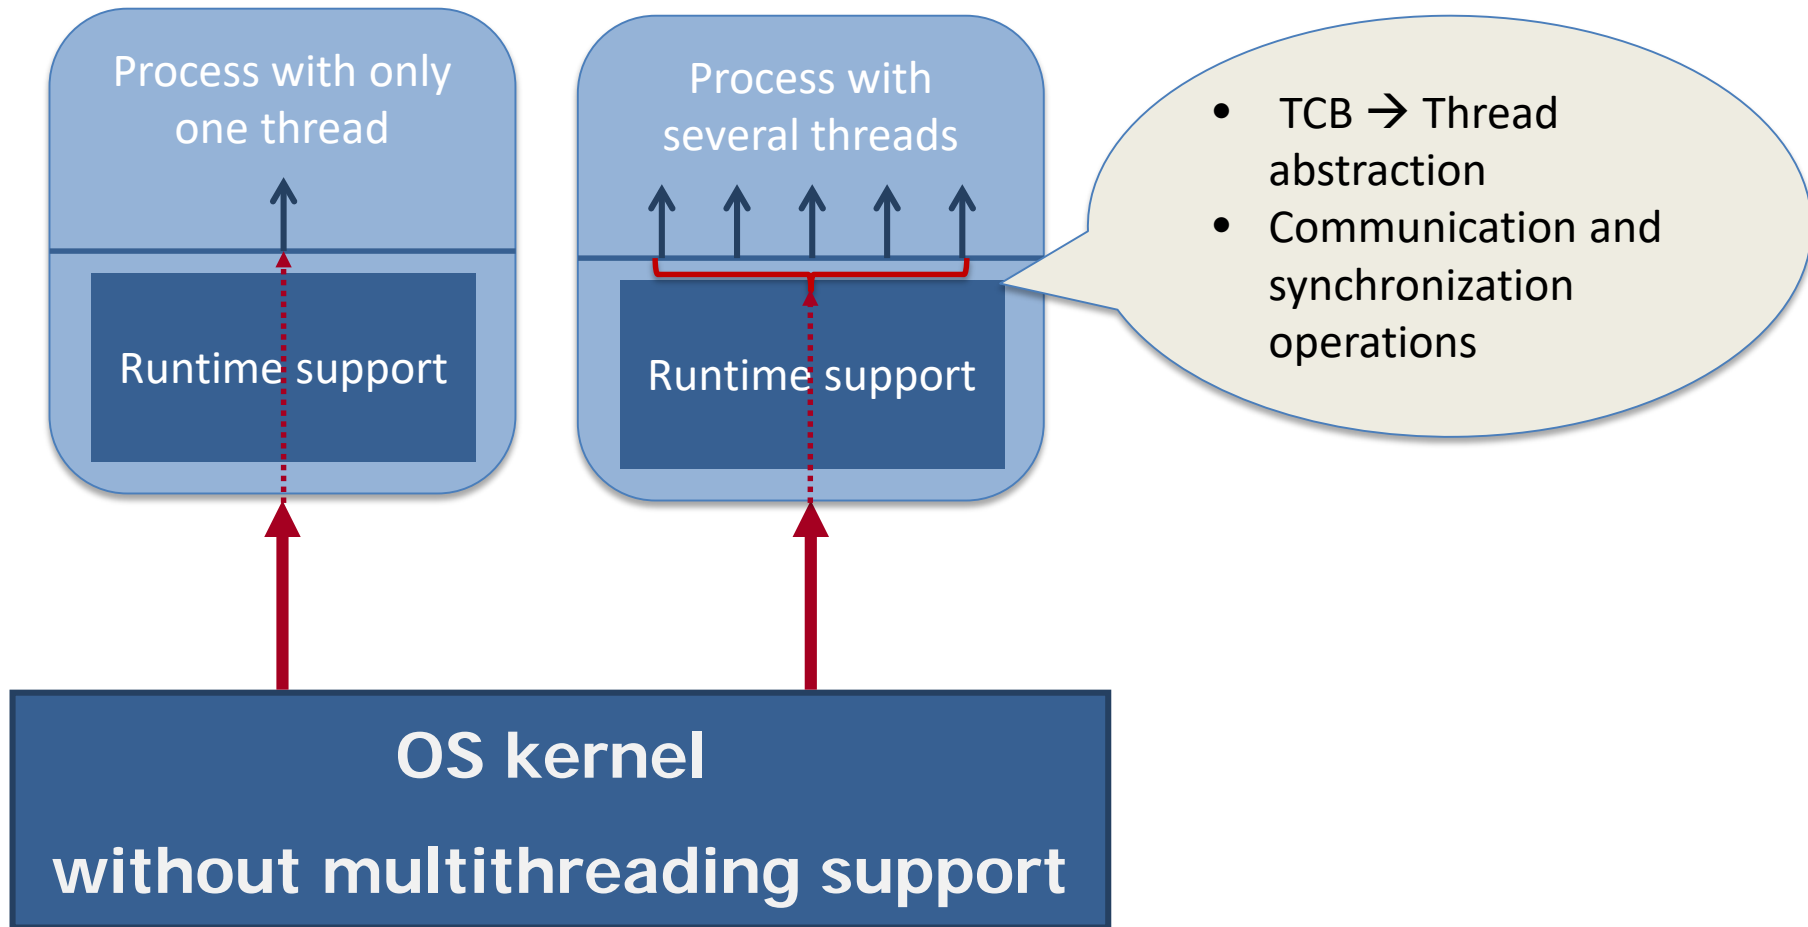 Process with only
one thread
Runtime support
Process with
several threads
Runtime support
• TCB → Thread
abstraction
• Communication and
synchronization
operations
OS kernel
without multithreading support